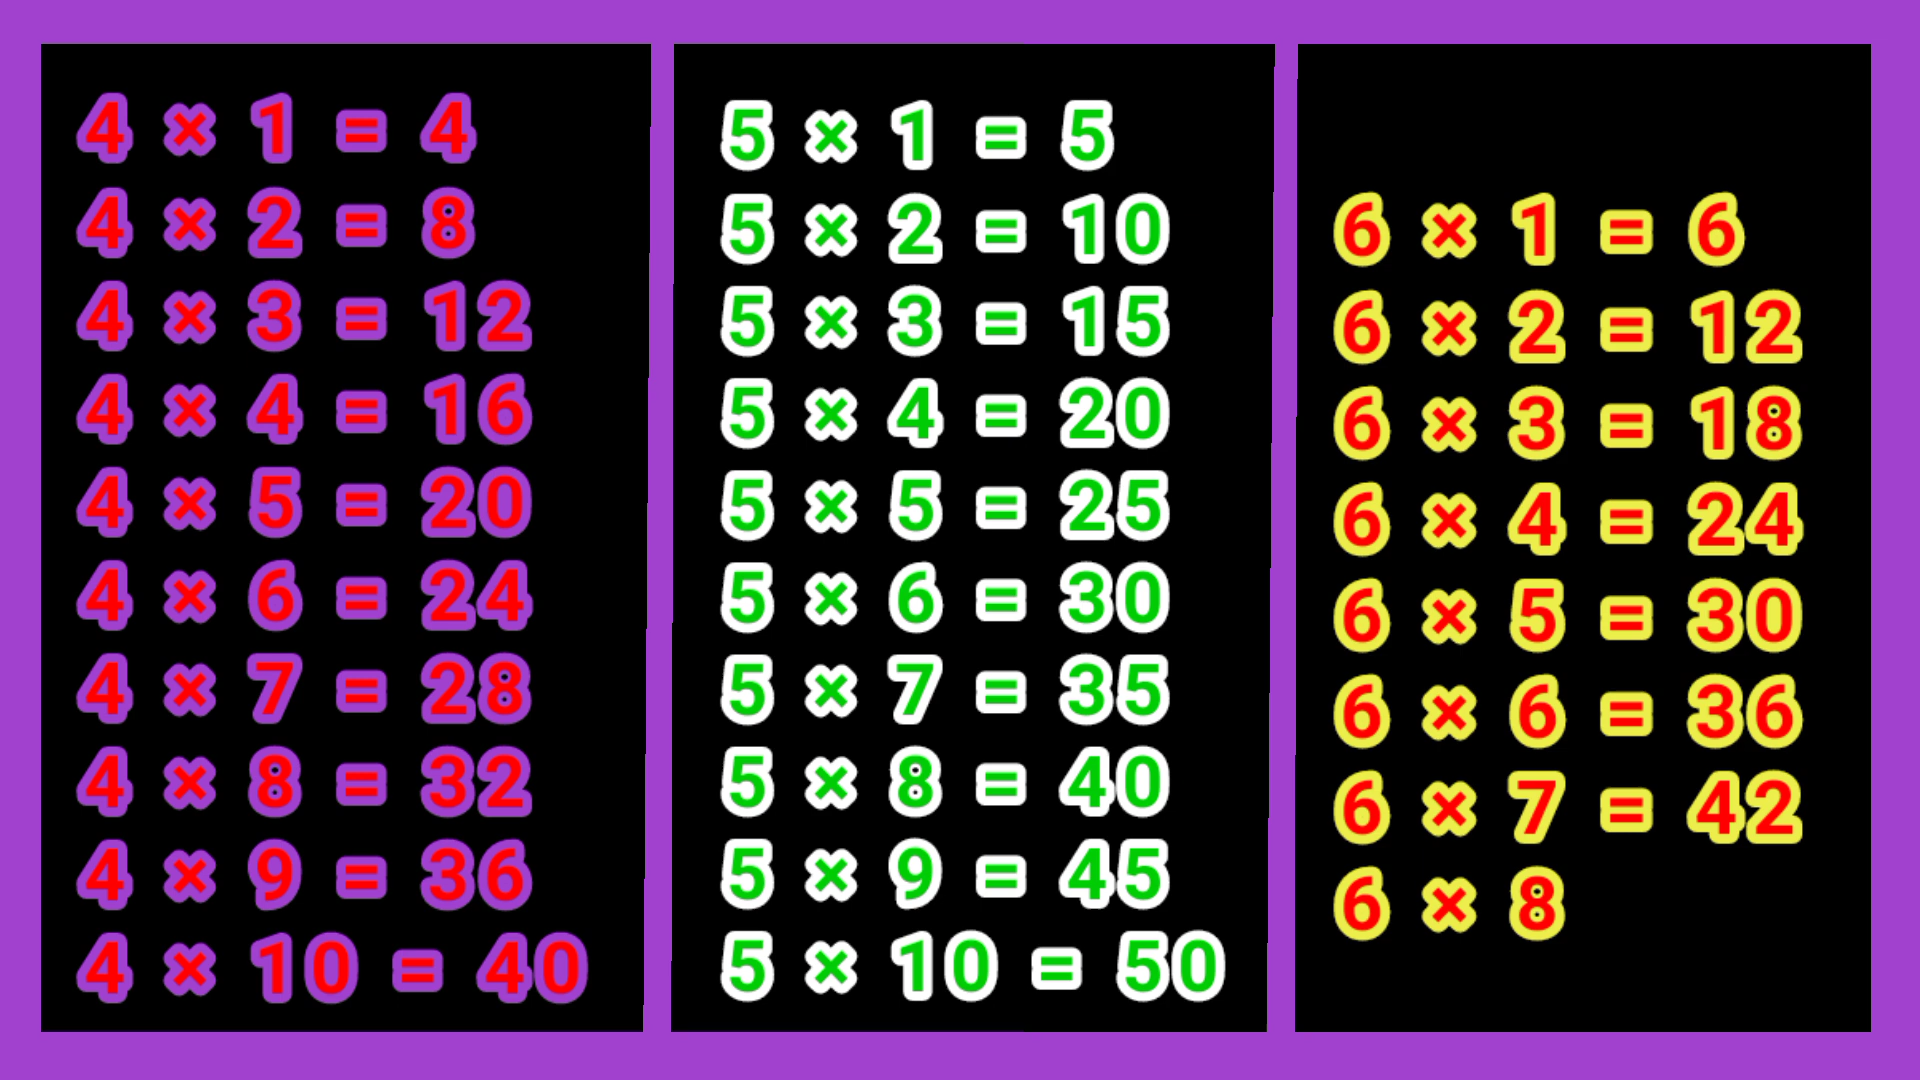 4 × 1 = 4
4 × 2 = 8
4 × 3 = 12
4 × 4 = 16
4 × 5 = 20
4 × 6 = 24
4 × 7 = 28
4 × 8 = 32
4 × 9 = 36
4 × 10 = 40
5 × 1 = 5
5 × 2 = 10
5 × 3 = 15
5 × 4 = 20
5 × 5 = 25
5 × 6 = 30
5 × 7 = 35
5 × 8 = 40
5 × 9 = 45
5 × 10 = 50
6 × 1 = 6
6 × 2 = 12
6 × 3 = 18
6 × 4 = 24
6 × 5 = 30
6 × 6 = 36
6 × 7 = 42
6 × 8